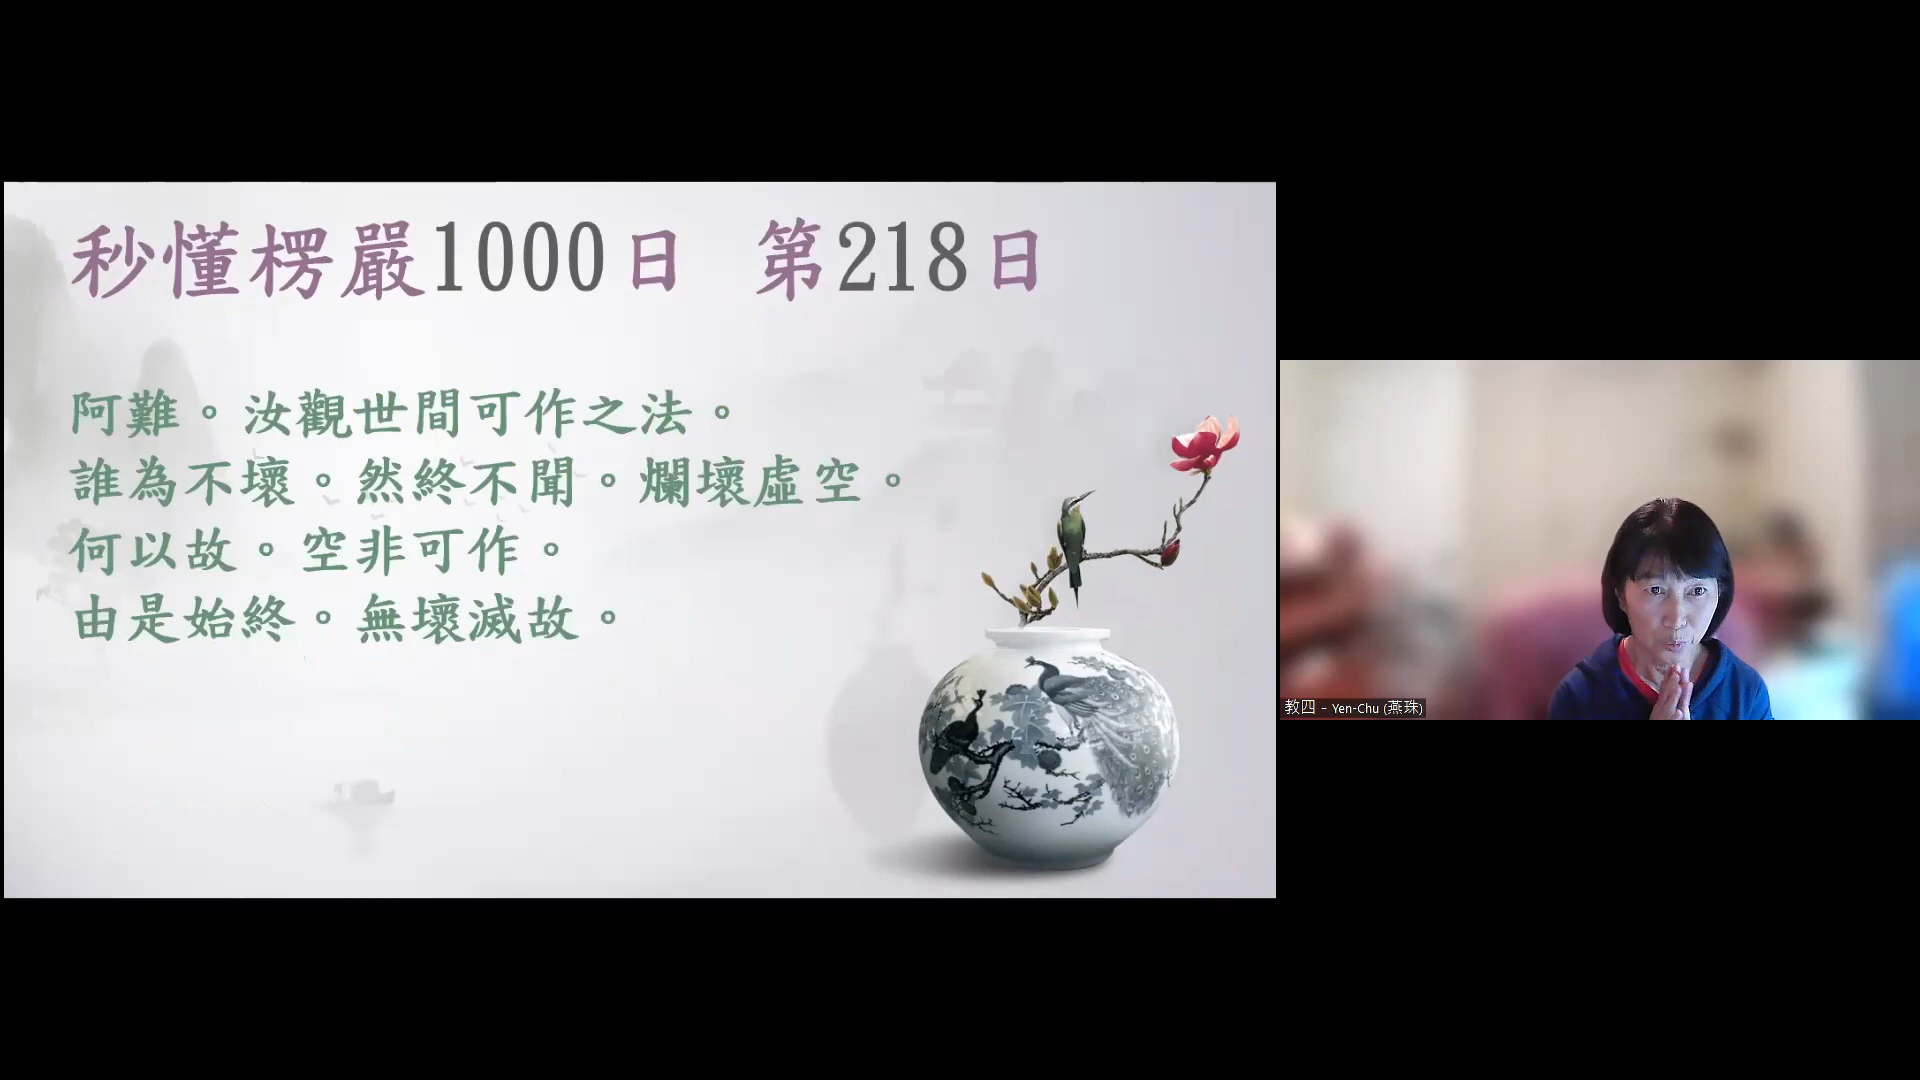 秒懂楞嚴1000日 第218日
阿難。汝觀世間可作之法。
誰為不壞。然終不聞。爛壞虛空。
何以故。空非可作。
由是始終。無壞滅故。
教四 - Yen-Chu (燕珠)